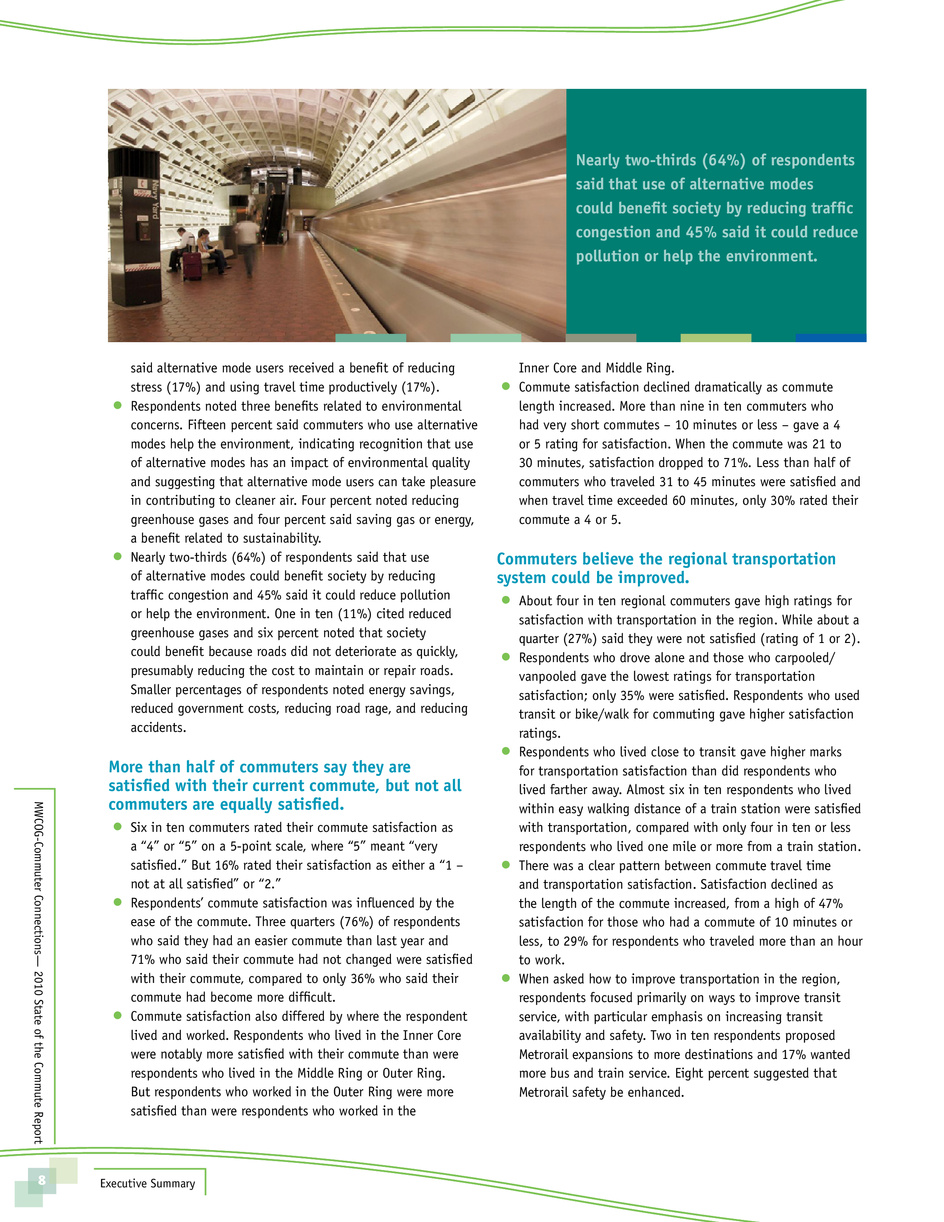 Navy Yard
Nearly two-thirds (64%) of respondents
said that use of alternative modes
could benefit society by reducing traffic
congestion and 45% said it could reduce
pollution or help the environment.
said alternative mode users received a benefit of reducing
stress (17%) and using travel time productively (17%).
● Respondents noted three benefits related to environmental
concerns. Fifteen percent said commuters who use alternative
modes help the environment, indicating recognition that use
of alternative modes has an impact of environmental quality
and suggesting that alternative mode users can take pleasure
in contributing to cleaner air. Four percent noted reducing
greenhouse gases and four percent said saving gas or energy,
a benefit related to sustainability.
● Nearly two-thirds (64%) of respondents said that use
of alternative modes could benefit society by reducing
traffic congestion and 45% said it could reduce pollution
or help the environment. One in ten (11%) cited reduced
greenhouse gases and six percent noted that society
could benefit because roads did not deteriorate as quickly,
presumably reducing the cost to maintain or repair roads.
Smaller percentages of respondents noted energy savings,
reduced government costs, reducing road rage, and reducing
accidents.
More than half of commuters say they are
satisfied with their current commute, but not all
commuters are equally satisfied.
● Six in ten commuters rated their commute satisfaction as
a “4” or “5” on a 5-point scale, where “5” meant “very
satisfied.” But 16% rated their satisfaction as either a “1 –
not at all satisfied” or “2.”
● Respondents’ commute satisfaction was influenced by the
ease of the commute. Three quarters (76%) of respondents
who said they had an easier commute than last year and
71% who said their commute had not changed were satisfied
with their commute, compared to only 36% who said their
commute had become more difficult.
● Commute satisfaction also differed by where the respondent
lived and worked. Respondents who lived in the Inner Core
were notably more satisfied with their commute than were
respondents who lived in the Middle Ring or Outer Ring.
But respondents who worked in the Outer Ring were more
satisfied than were respondents who worked in the
Inner Core and Middle Ring.
● Commute satisfaction declined dramatically as commute
length increased. More than nine in ten commuters who
had very short commutes – 10 minutes or less – gave a 4
or 5 rating for satisfaction. When the commute was 21 to
30 minutes, satisfaction dropped to 71%. Less than half of
commuters who traveled 31 to 45 minutes were satisfied and
when travel time exceeded 60 minutes, only 30% rated their
commute a 4 or 5.
Commuters believe the regional transportation
system could be improved.
● About four in ten regional commuters gave high ratings for
satisfaction with transportation in the region. While about a
quarter (27%) said they were not satisfied (rating of 1 or 2).
● Respondents who drove alone and those who carpooled/
vanpooled gave the lowest ratings for transportation
satisfaction; only 35% were satisfied. Respondents who used
transit or bike/walk for commuting gave higher satisfaction
ratings.
● Respondents who lived close to transit gave higher marks
for transportation satisfaction than did respondents who
lived farther away. Almost six in ten respondents who lived
within easy walking distance of a train station were satisfied
with transportation, compared with only four in ten or less
respondents who lived one mile or more from a train station.
● There was a clear pattern between commute travel time
and transportation satisfaction. Satisfaction declined as
the length of the commute increased, from a high of 47%
satisfaction for those who had a commute of 10 minutes or
less, to 29% for respondents who traveled more than an hour
to work.
● When asked how to improve transportation in the region,
respondents focused primarily on ways to improve transit
service, with particular emphasis on increasing transit
availability and safety. Two in ten respondents proposed
Metrorail expansions to more destinations and 17% wanted
more bus and train service. Eight percent suggested that
Metrorail safety be enhanced.
MWCOG-Commuter Connections— 2010 State of the Commute Report
8
Executive Summary